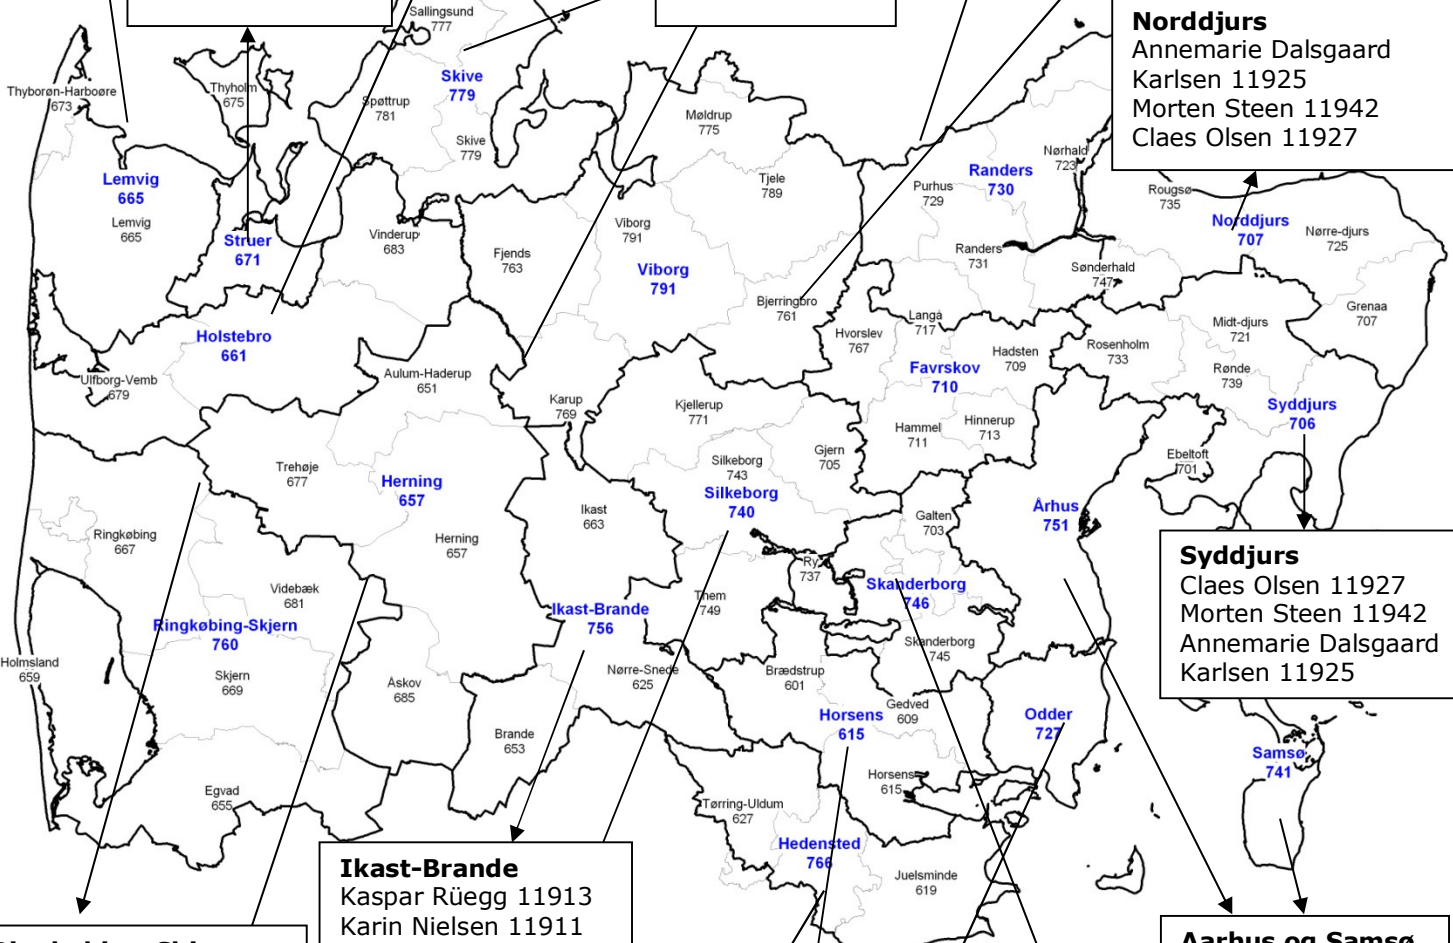 Sallingsund
777
Norddjurs
Annemarie Dalsgaard
Karlsen 11925
Morten Steen 11942
Claes Olsen 11927
Thyborøn-Harboøre
673
Thyholm
675
Skive
779
Spøttrup
781
Skive
779
Møldrup
775
Nørhald
723
Randers
730
Purhus
729
Rougsø
735
Lemvig
665
Lemvig
665
Tjele
789
Struer
671
Vinderup
683
Viborg
791
Fjends
763
Viborg
791
Norddjurs
707
Nørre-djurs
725
Randers
731
Sønderhald
747
Bjerringbro
761
Grenaa
707
Holstebro
661
Langå
717
Hvorslev
767
Midt-djurs
721
Rosenholm
733
Hadsten
709
Favrskov
710
Rønde
739
Ulfborg-Vemb
679
Aulum-Haderup
651
Karup
769
Kjellerup
771
Syddjurs
706
Hammel
711
Hinnerup
713
Trehøje
677
Herning
657
Silkeborg
743
Gjern
705
Ebeltoft
701
Silkeborg
740
Ikast
663
Århus
751
Galten
703
Ringkøbing
667
Herning
657
Ry
737
Syddjurs
Claes Olsen 11927
Morten Steen 11942
Annemarie Dalsgaard
Karlsen 11925
Videbæk
681
Skanderborg
746
Them
749
Ikast-Brande
756
Ringkøbing-Skjern
760
Skanderborg
745
Holmsland
659
Skjern
669
Åskov
685
Nørre-Snede
625
Brædstrup
601
Gedved
609
Horsens
615
Odder
727
Brande
653
Samsø
741
Horsens
615
Egvad
655
Tørring-Uldum
627
Hedensted
766
Juelsminde
619
Ikast-Brande
Kaspar Rüegg 11913
Karin Nielsen 11911
Aarhus og Samsø